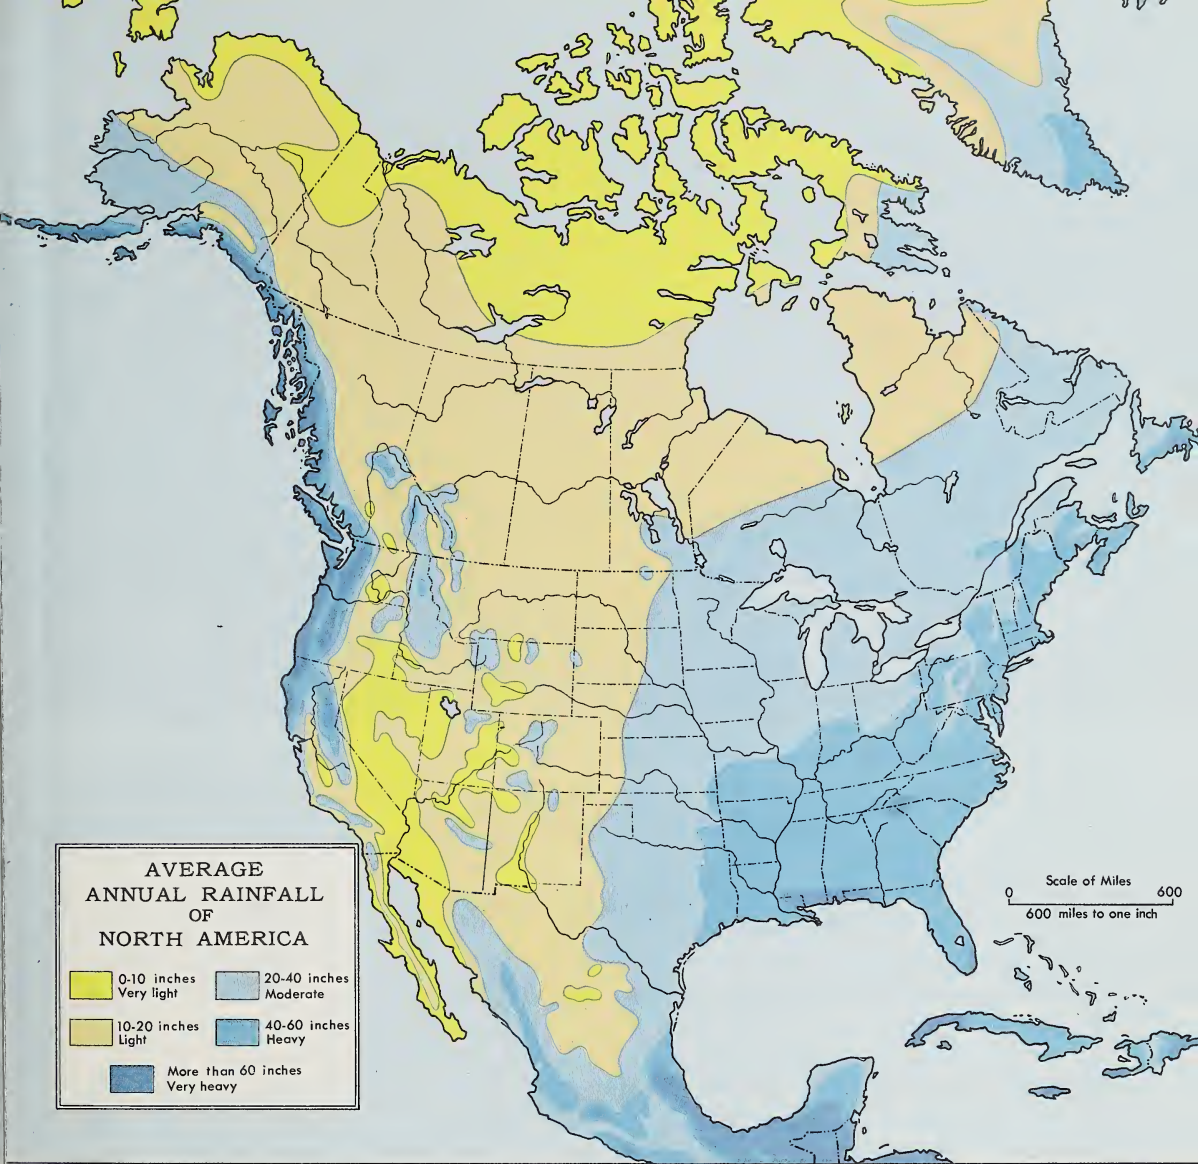 AVERAGE
ANNUAL RAINFALL
OF
NORTH AMERICA
0-10 inches
Very light
20-40 inches
Moderate
10-20 inches
Light
40-60 inches
Heavy
More than 60 inches
Very heavy
Scale of Miles
0 600
600 miles to one inch